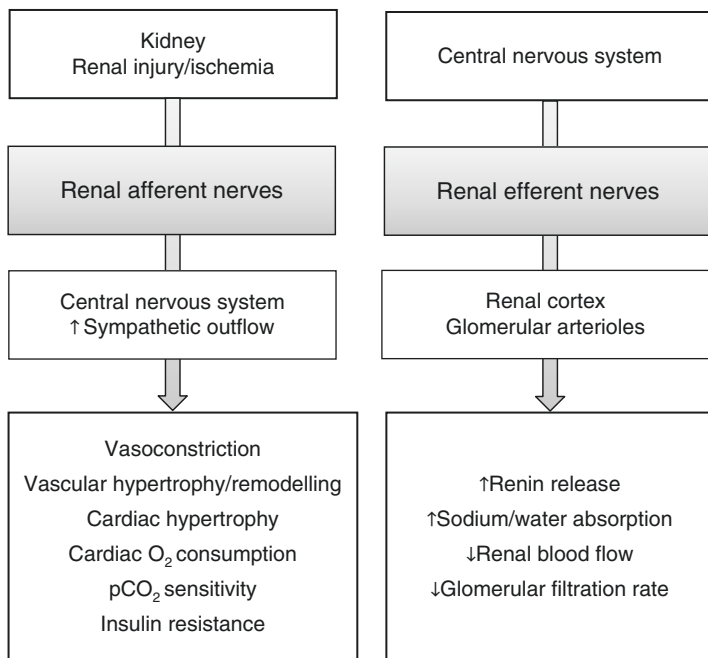 Kidney
Renal injury/ischemia
Renal afferent nerves
Central nervous system
↑Sympathetic outflow
Vasoconstriction
Vascular hypertrophy/remodelling
Cardiac hypertrophy
Cardiac O₂ consumption
pCO₂ sensitivity
Insulin resistance
Central nervous system
Renal efferent nerves
Renal cortex
Glomerular arterioles
↑Renin release
↑Sodium/water absorption
↓Renal blood flow
↓Glomerular filtration rate